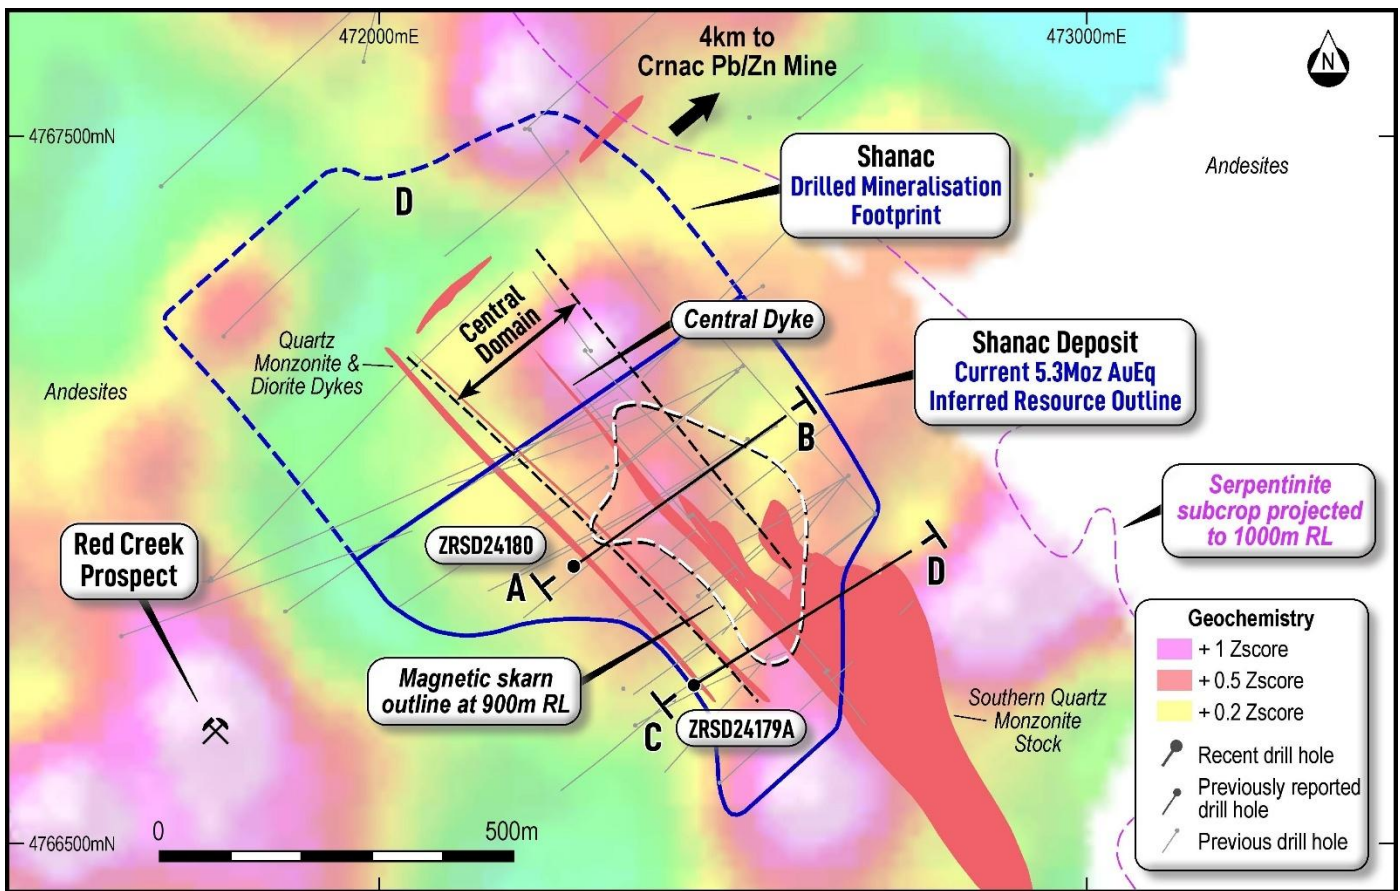 472000mE
473000mE
4km to
Crnac Pb/Zn Mine
N
4767500mN
Shanac
Drilled Mineralisation
Footprint
Andesites
D
Central
Domain
Central Dyke
Quartz
Monzonite &
Diorite Dykes
Shanac Deposit
Current 5.3Moz AuEq
Inferred Resource Outline
Andesites
B
Serpentinite
subcrop projected
to 1000m RL
Red Creek
Prospect
ZRSD24180
A
D
Magnetic skarn
outline at 900m RL
C
ZRSD24179A
Southern Quartz
Monzonite
Stock
Geochemistry
+ 1 Zscore
+ 0.5 Zscore
+ 0.2 Zscore
Recent drill hole
Previously reported
drill hole
Previous drill hole
0
500m
4766500mN